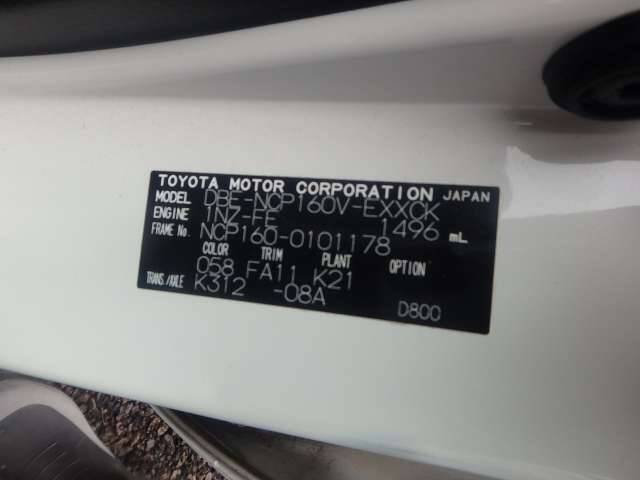 TOYOTA MOTOR CORPORATION JAPAN
MODEL DBE-NCP160V-EXXCK
ENGINE 1NZ-FE 1496 mL
FRAME No. NCP160-0101178
COLOR TRIM PLANT OPTION
058 FA11 K21
TRANS./AXLE K312 -08A
D800